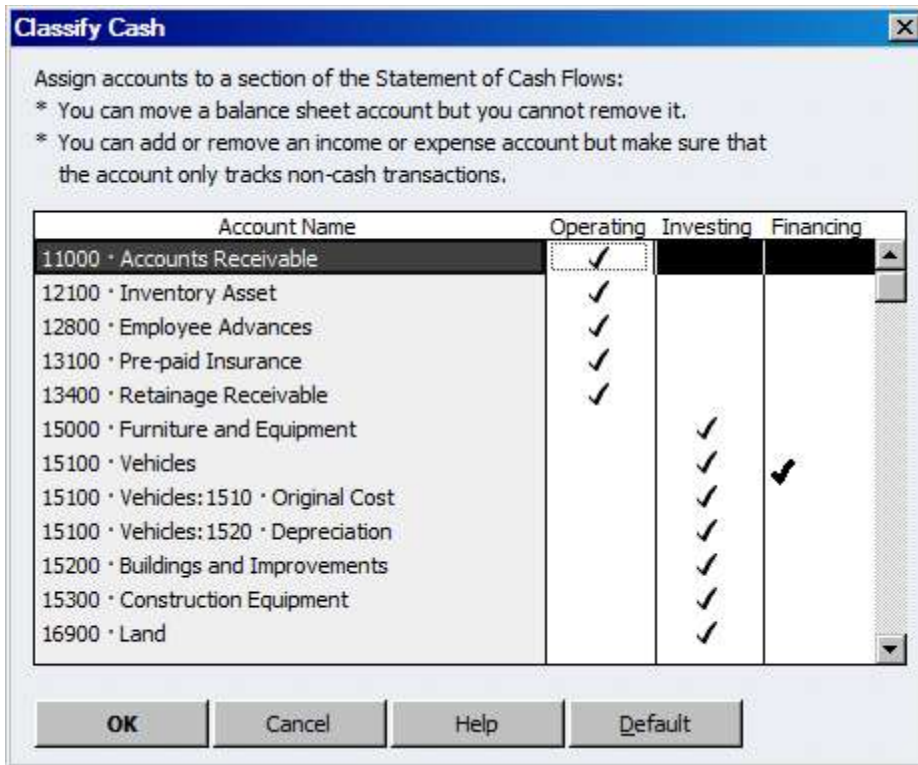 Classify Cash
Assign accounts to a section of the Statement of Cash Flows:
* You can move a balance sheet account but you cannot remove it.
* You can add or remove an income or expense account but make sure that
the account only tracks non-cash transactions.
Account Name Operating Investing Financing
11000 · Accounts Receivable ✓
12100 · Inventory Asset ✓
12800 · Employee Advances ✓
13100 · Pre-paid Insurance ✓
13400 · Retainage Receivable ✓
15000 · Furniture and Equipment ✓
15100 · Vehicles ✓ ✓
15100 · Vehicles:1510 · Original Cost ✓
15100 · Vehicles:1520 · Depreciation ✓
15200 · Buildings and Improvements ✓
15300 · Construction Equipment ✓
16900 · Land ✓
OK Cancel Help Default